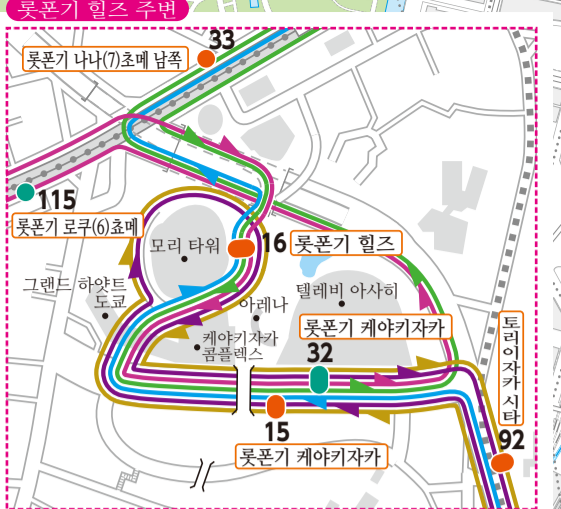 롯폰기 힐즈 주변
33
롯폰기 나나(7)쵸메 남쪽
115
롯폰기 로쿠(6)쵸메
16 롯폰기 힐즈
모리 타워
그랜드 하얏트
도쿄
아레나
텔레비 아사히
케야키자카
콤플렉스
롯폰기 케야키자카
32
토리이자카시타
92
15
롯폰기 케야키자카